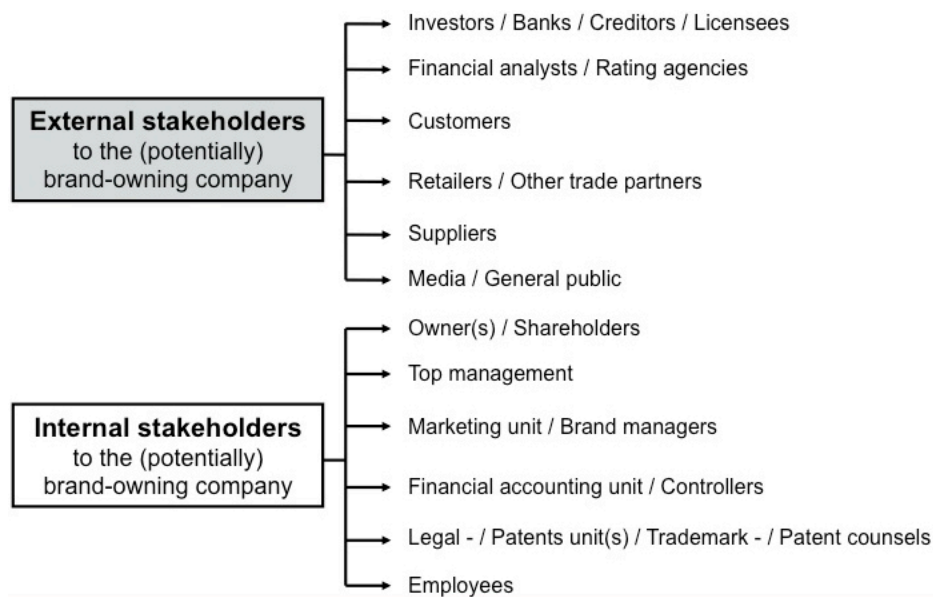 External stakeholders
to the (potentially)
brand-owning company
Investors / Banks / Creditors / Licensees
Financial analysts / Rating agencies
Customers
Retailers / Other trade partners
Suppliers
Media / General public
Internal stakeholders
to the (potentially)
brand-owning company
Owner(s) / Shareholders
Top management
Marketing unit / Brand managers
Financial accounting unit / Controllers
Legal - / Patents unit(s) / Trademark - / Patent counsels
Employees